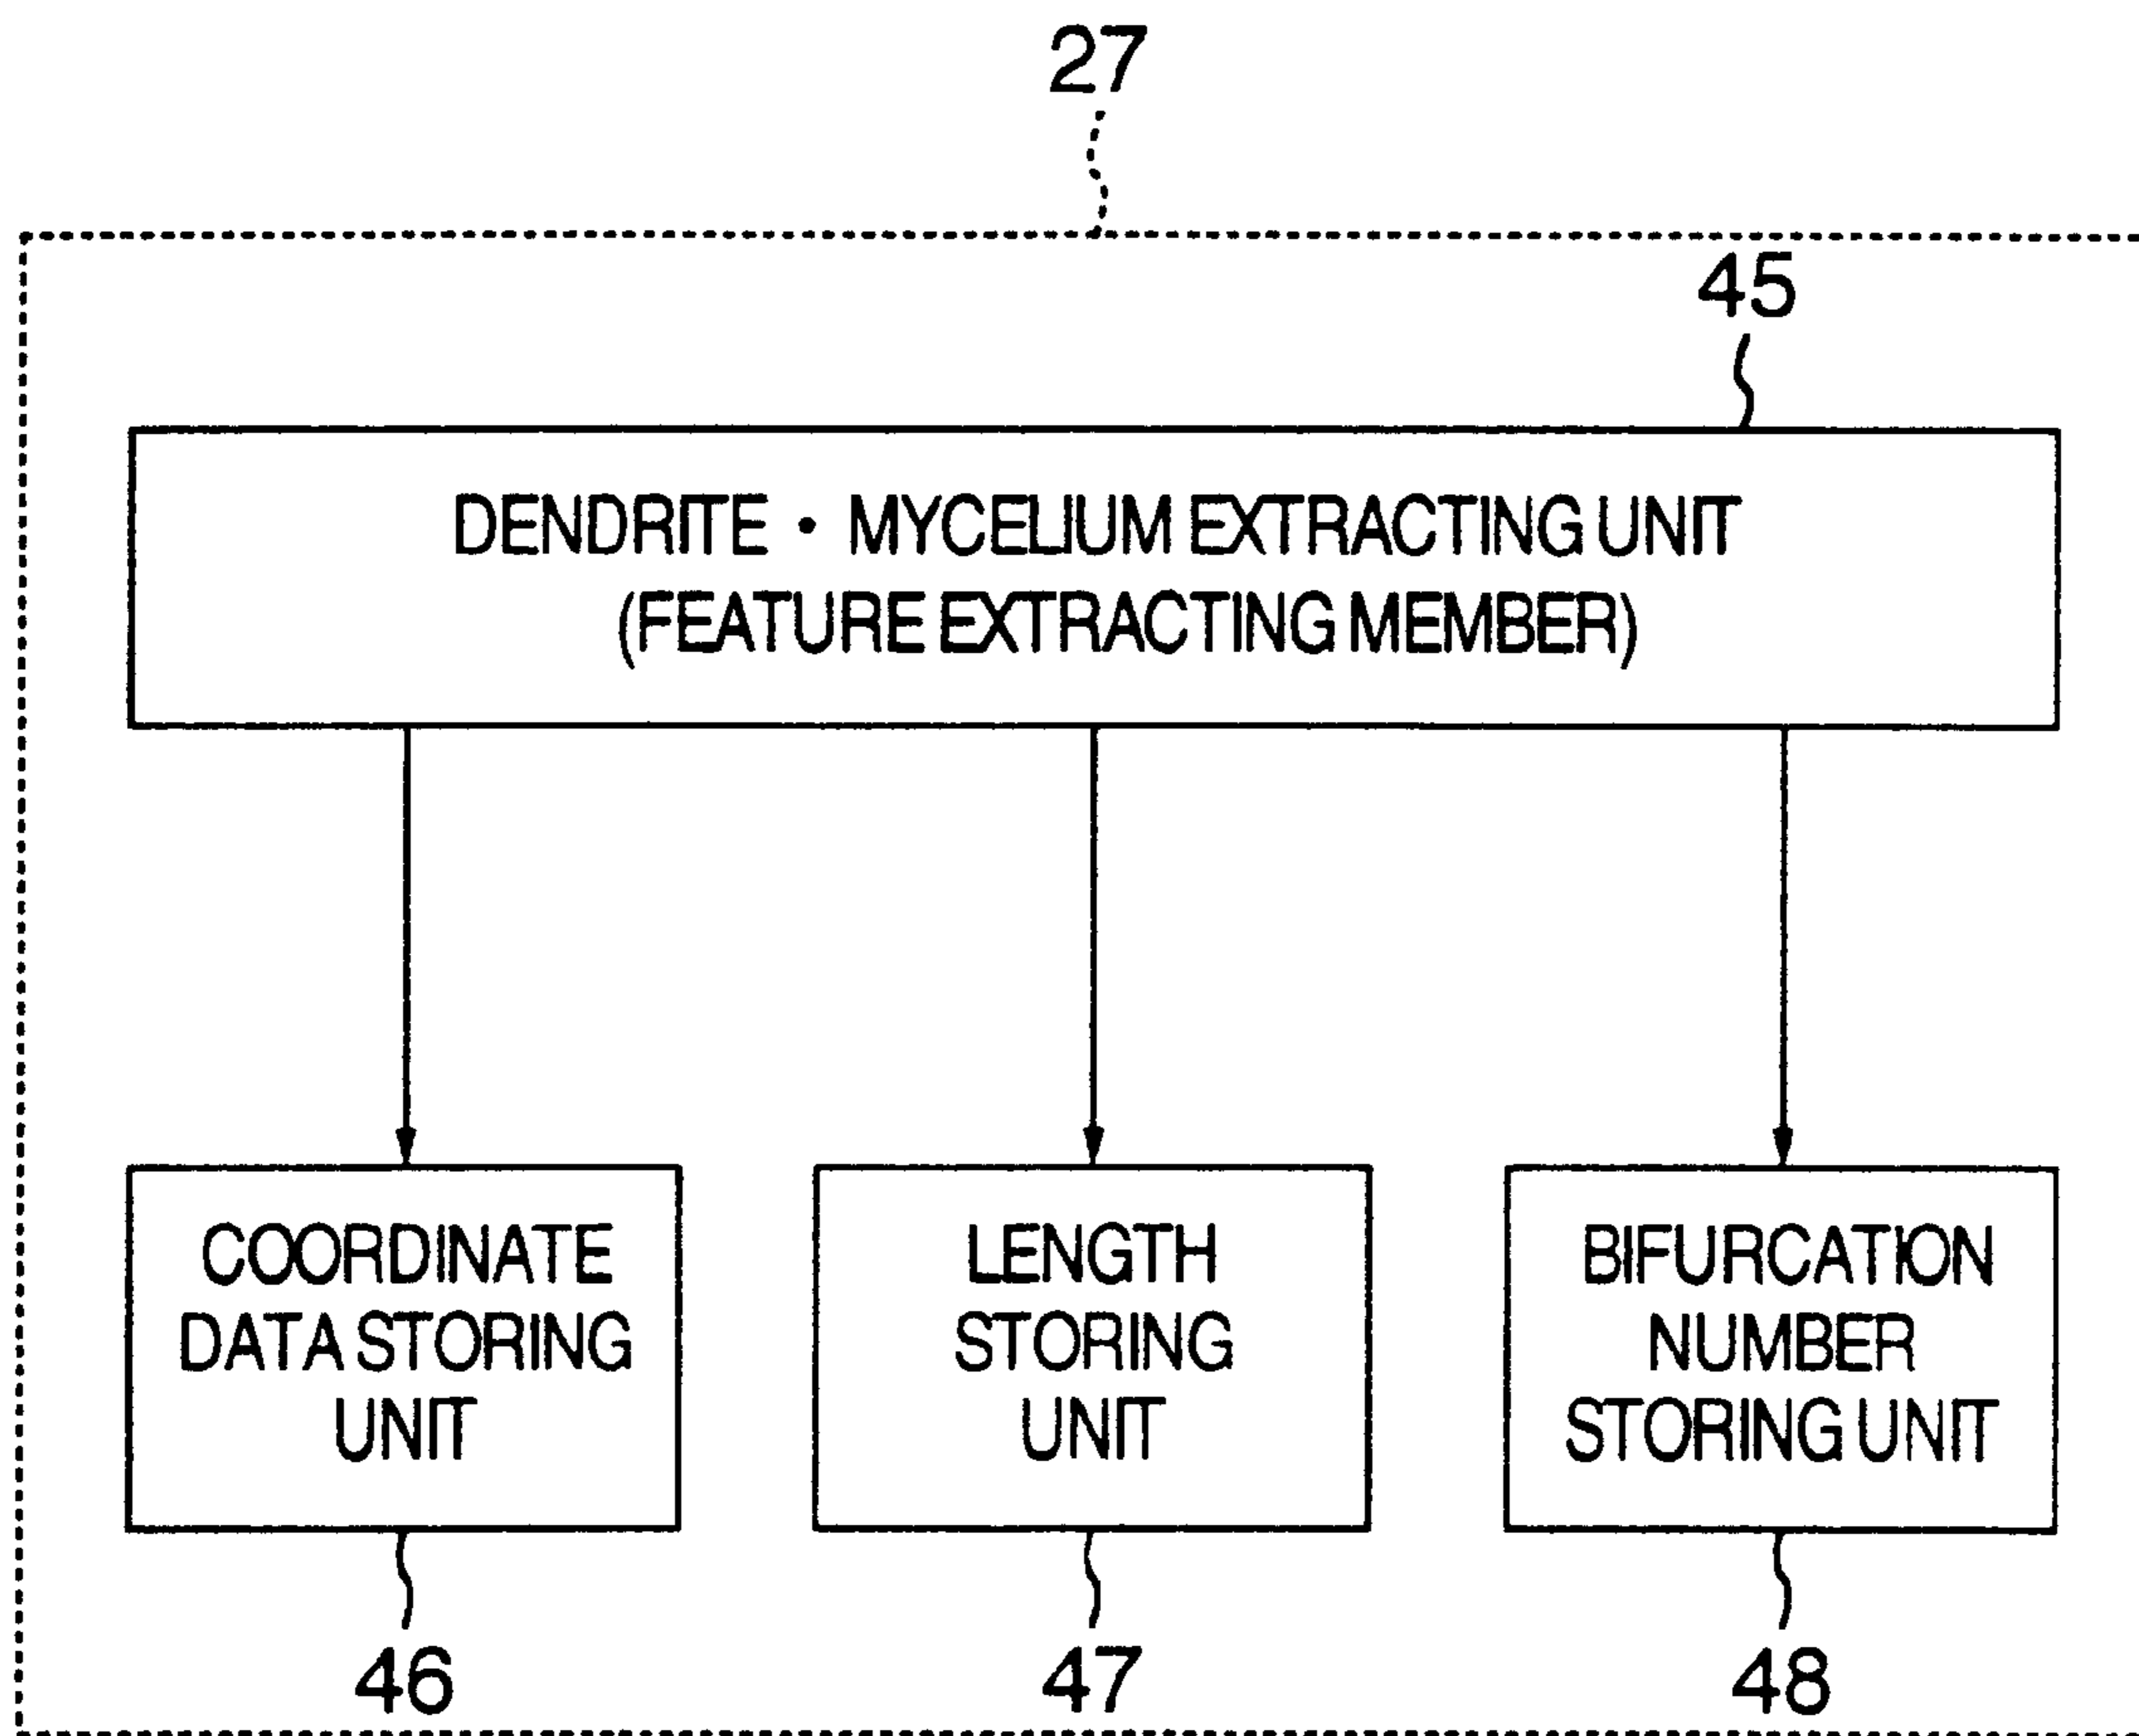 27
45
DENDRITE • MYCELIUM EXTRACTING UNIT
(FEATURE EXTRACTING MEMBER)
COORDINATE
DATA STORING
UNIT
LENGTH
STORING
UNIT
BIFURCATION
NUMBER
STORING UNIT
46
47
48